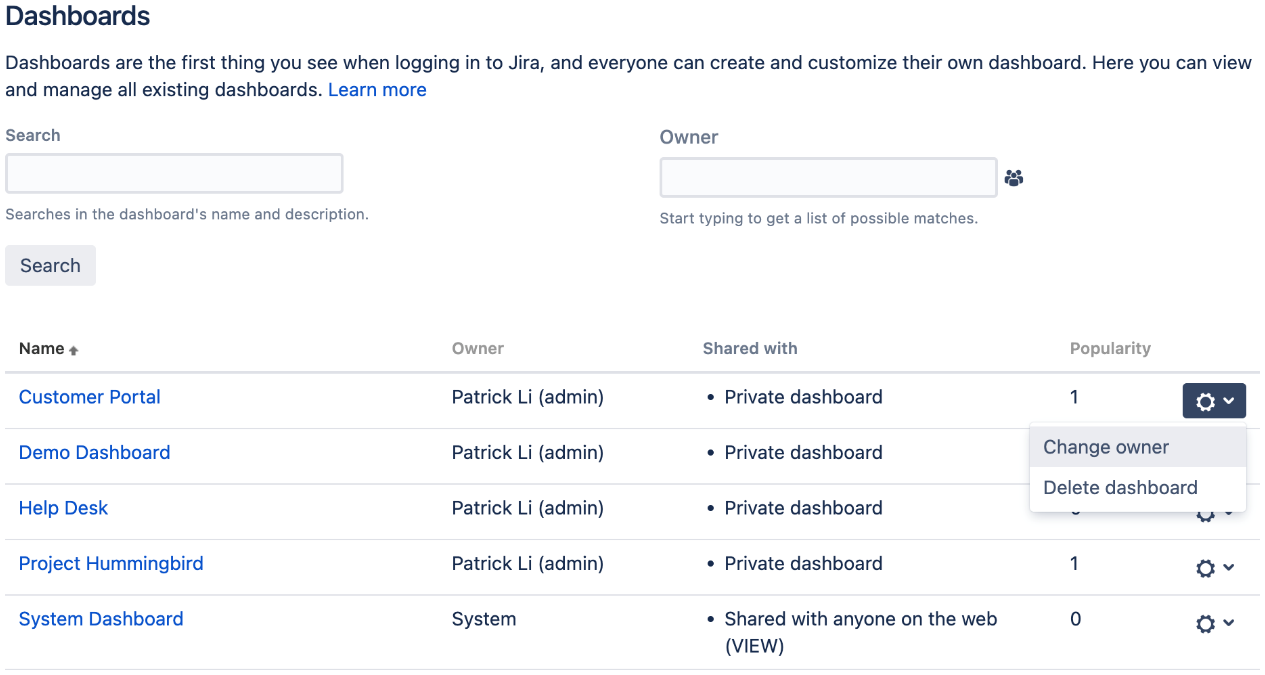 Dashboards
Dashboards are the first thing you see when logging in to Jira, and everyone can create and customize their own dashboard. Here you can view
and manage all existing dashboards. Learn more
Search
Owner
Searches in the dashboard's name and description.
Start typing to get a list of possible matches.
Search
Name Owner Shared with Popularity
Customer Portal Patrick Li (admin) • Private dashboard 1
Change owner
Demo Dashboard Patrick Li (admin) • Private dashboard
Delete dashboard
Help Desk Patrick Li (admin) • Private dashboard
Project Hummingbird Patrick Li (admin) • Private dashboard 1
System Dashboard System • Shared with anyone on the web 0
(VIEW)